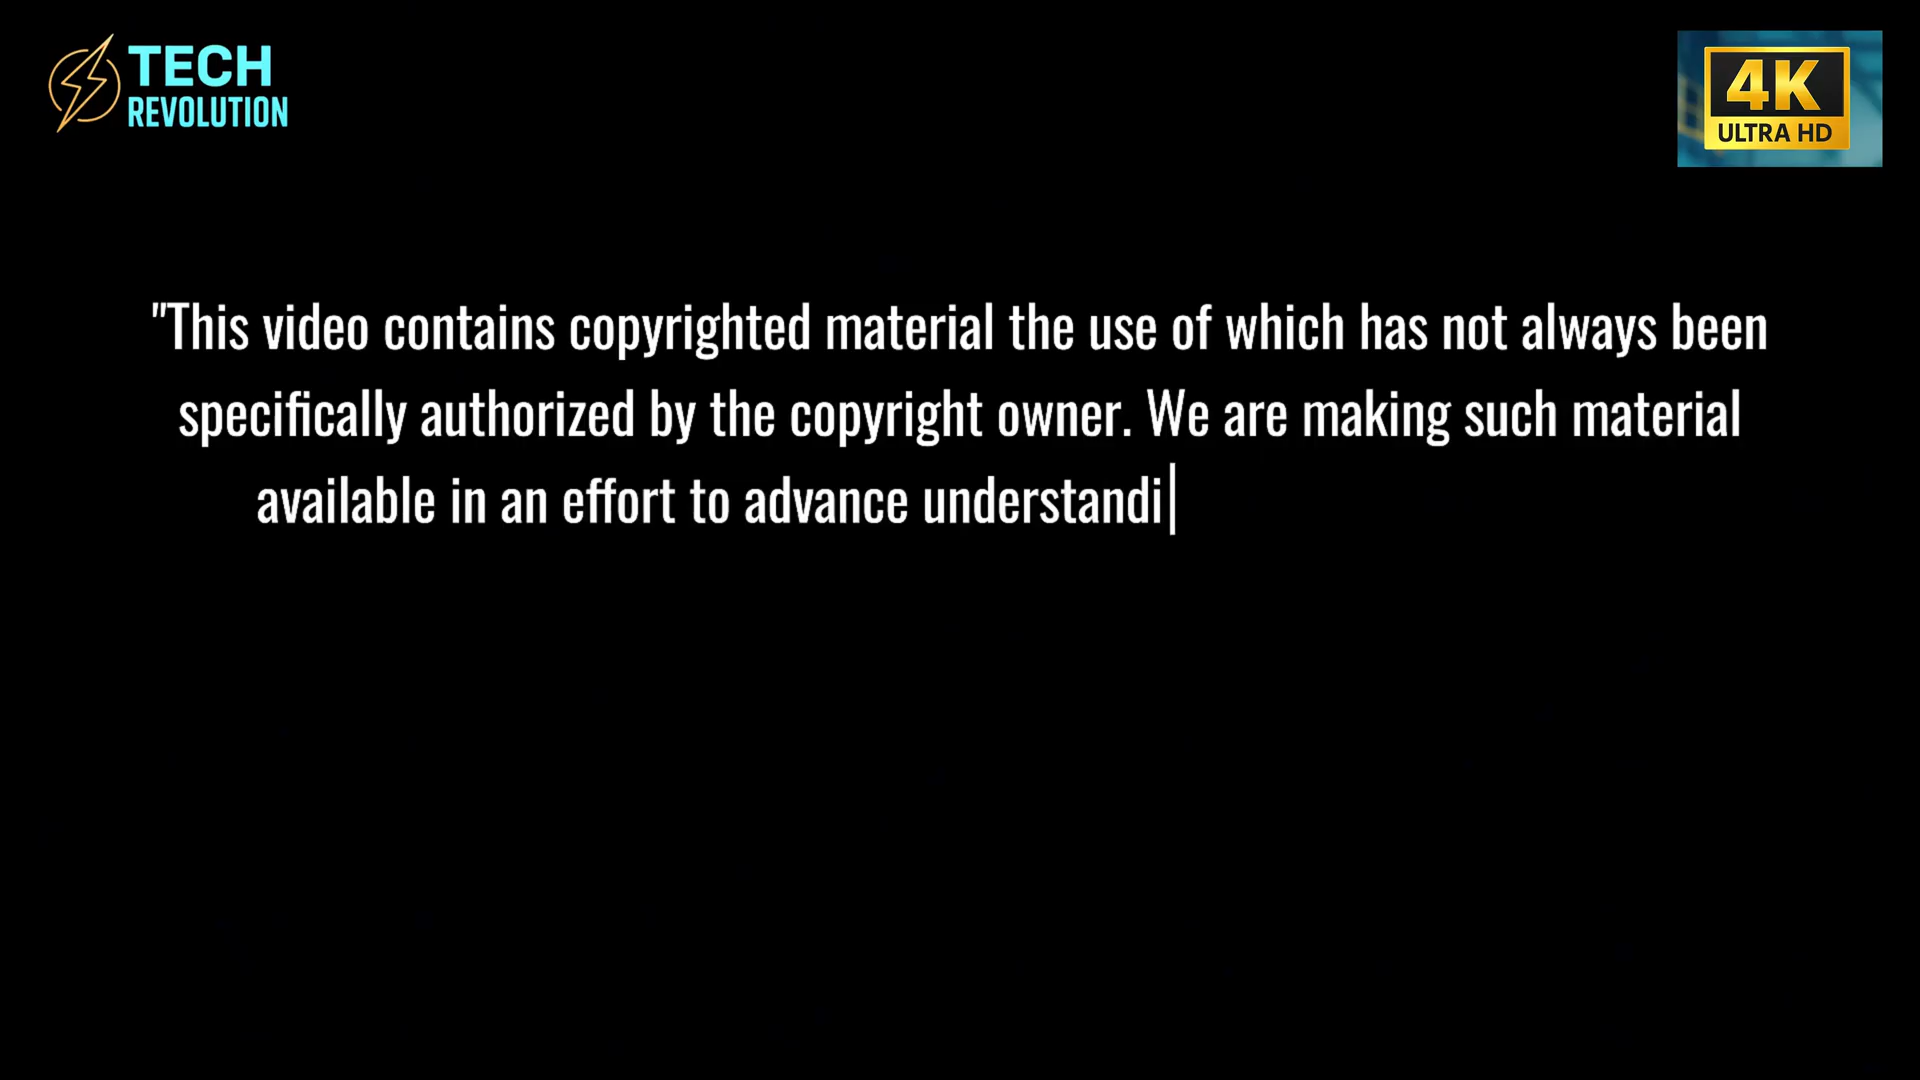 TECH
REVOLUTION
4K
ULTRA HD
"This video contains copyrighted material the use of which has not always been
specifically authorized by the copyright owner. We are making such material
available in an effort to advance understandi